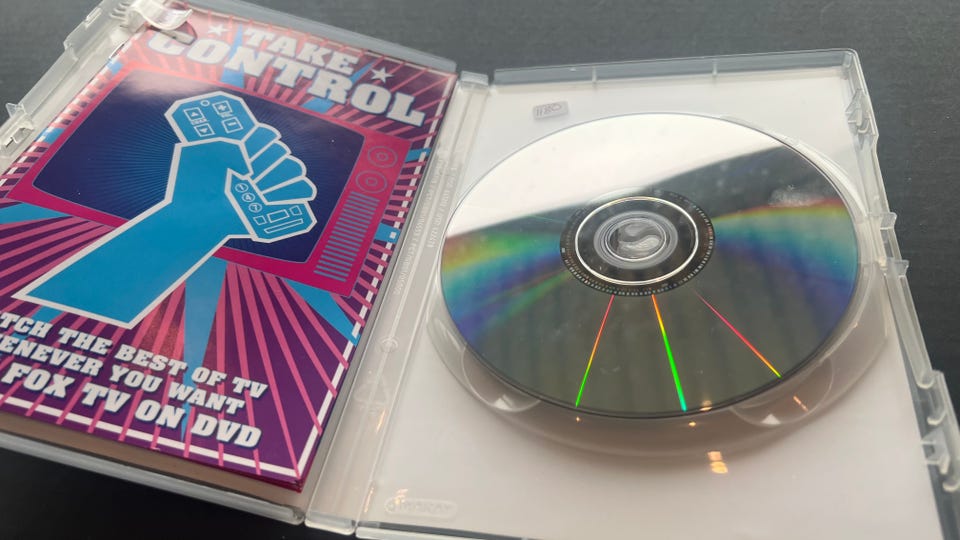 TAKE
CONTROL
TCH THE BEST OF TV
ENEVER YOU WANT
FOX TV ON DVD